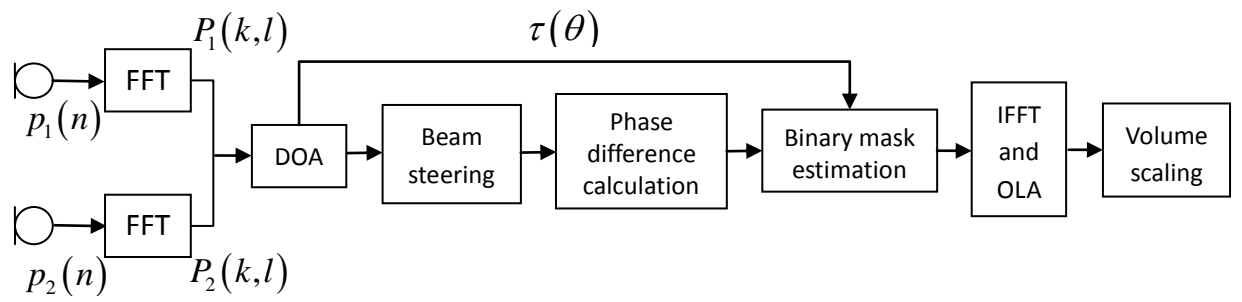 P₁(k,l)
τ(θ)
FFT
p₁(n)
DOA
Beam
steering
Phase
difference
calculation
Binary mask
estimation
IFFT
and
OLA
Volume
scaling
FFT
p₂(n)
P₂(k,l)